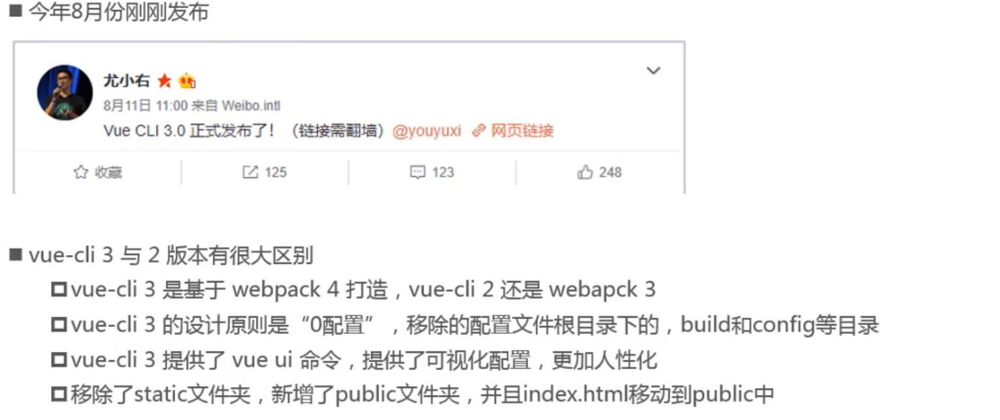 ■ 今年8月份刚刚发布
尤小右
8月11日 11:00 来自 Weibo.intl
Vue CLI 3.0 正式发布了！（链接需翻墙）@youyuxi 网页链接
收藏 125 123 248
■ vue-cli 3 与 2 版本有很大区别
vue-cli 3 是基于 webpack 4 打造，vue-cli 2 还是 webapck 3
vue-cli 3 的设计原则是“0配置”，移除的配置文件根目录下的，build和config等目录
vue-cli 3 提供了 vue ui 命令，提供了可视化配置，更加人性化
移除了static文件夹，新增了public文件夹，并且index.html移动到public中